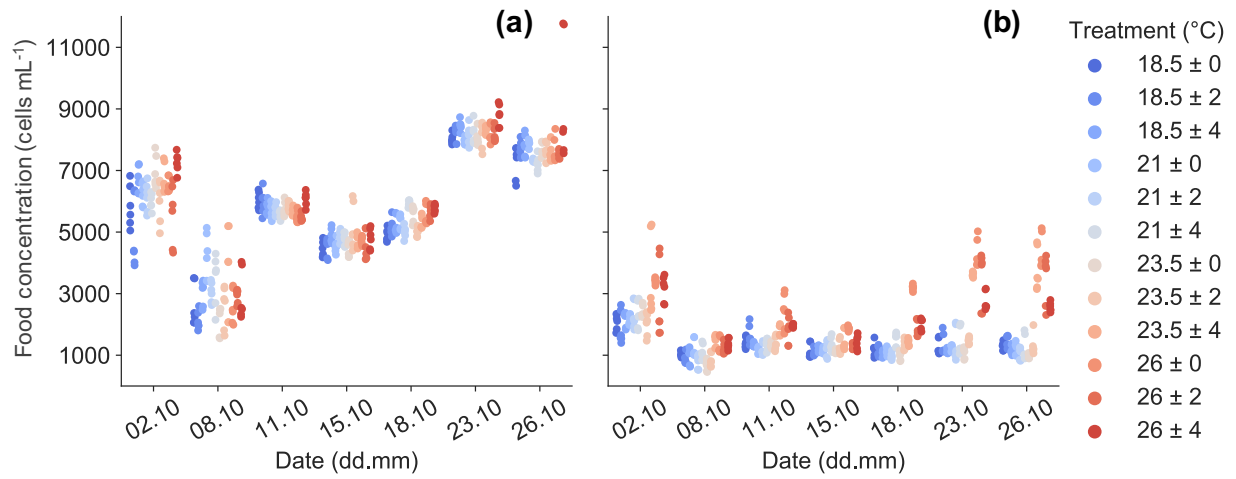 (a)
(b)
Food concentration (cells mL⁻¹)
11000
9000
7000
5000
3000
1000
02.10
08.10
11.10
15.10
18.10
23.10
26.10
Date (dd.mm)
02.10
08.10
11.10
15.10
18.10
23.10
26.10
Date (dd.mm)
Treatment (°C)
18.5 ± 0
18.5 ± 2
18.5 ± 4
21 ± 0
21 ± 2
21 ± 4
23.5 ± 0
23.5 ± 2
23.5 ± 4
26 ± 0
26 ± 2
26 ± 4